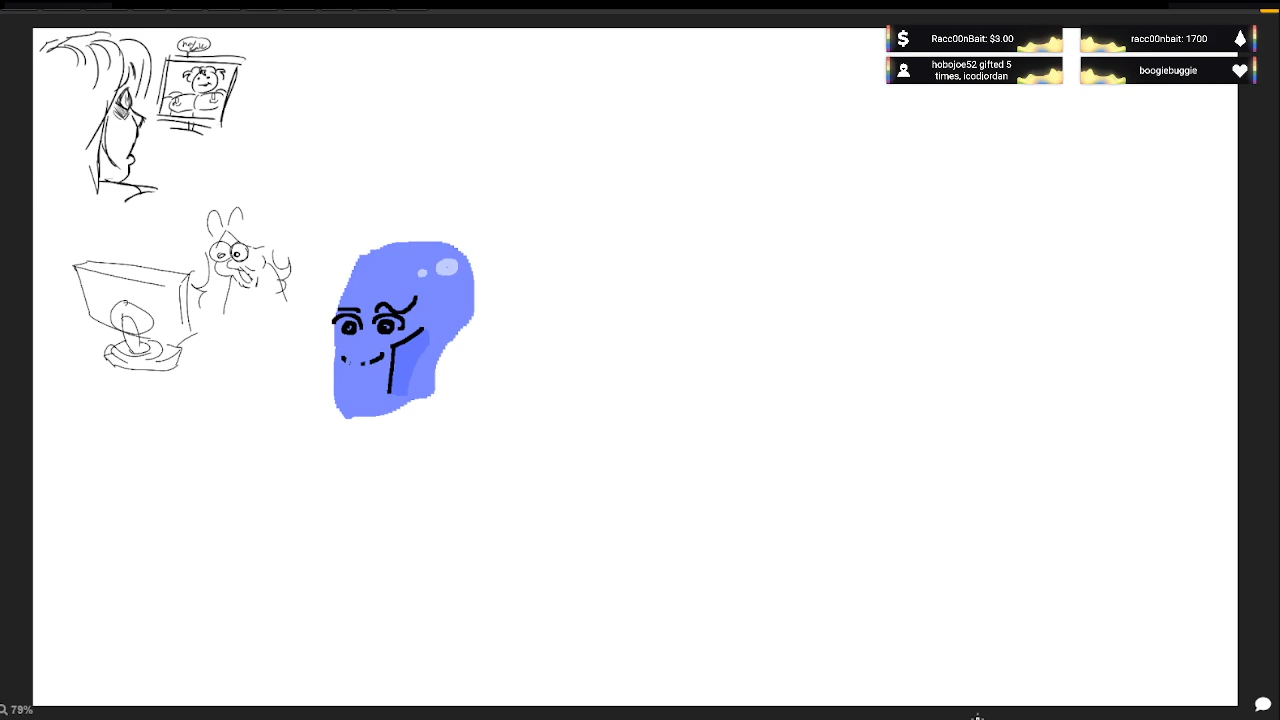 Racc00nBait: $3.00
racc00nbait: 1700
hobojoe52 gifted 5
times, icodiordan
boogiebuggie
79%